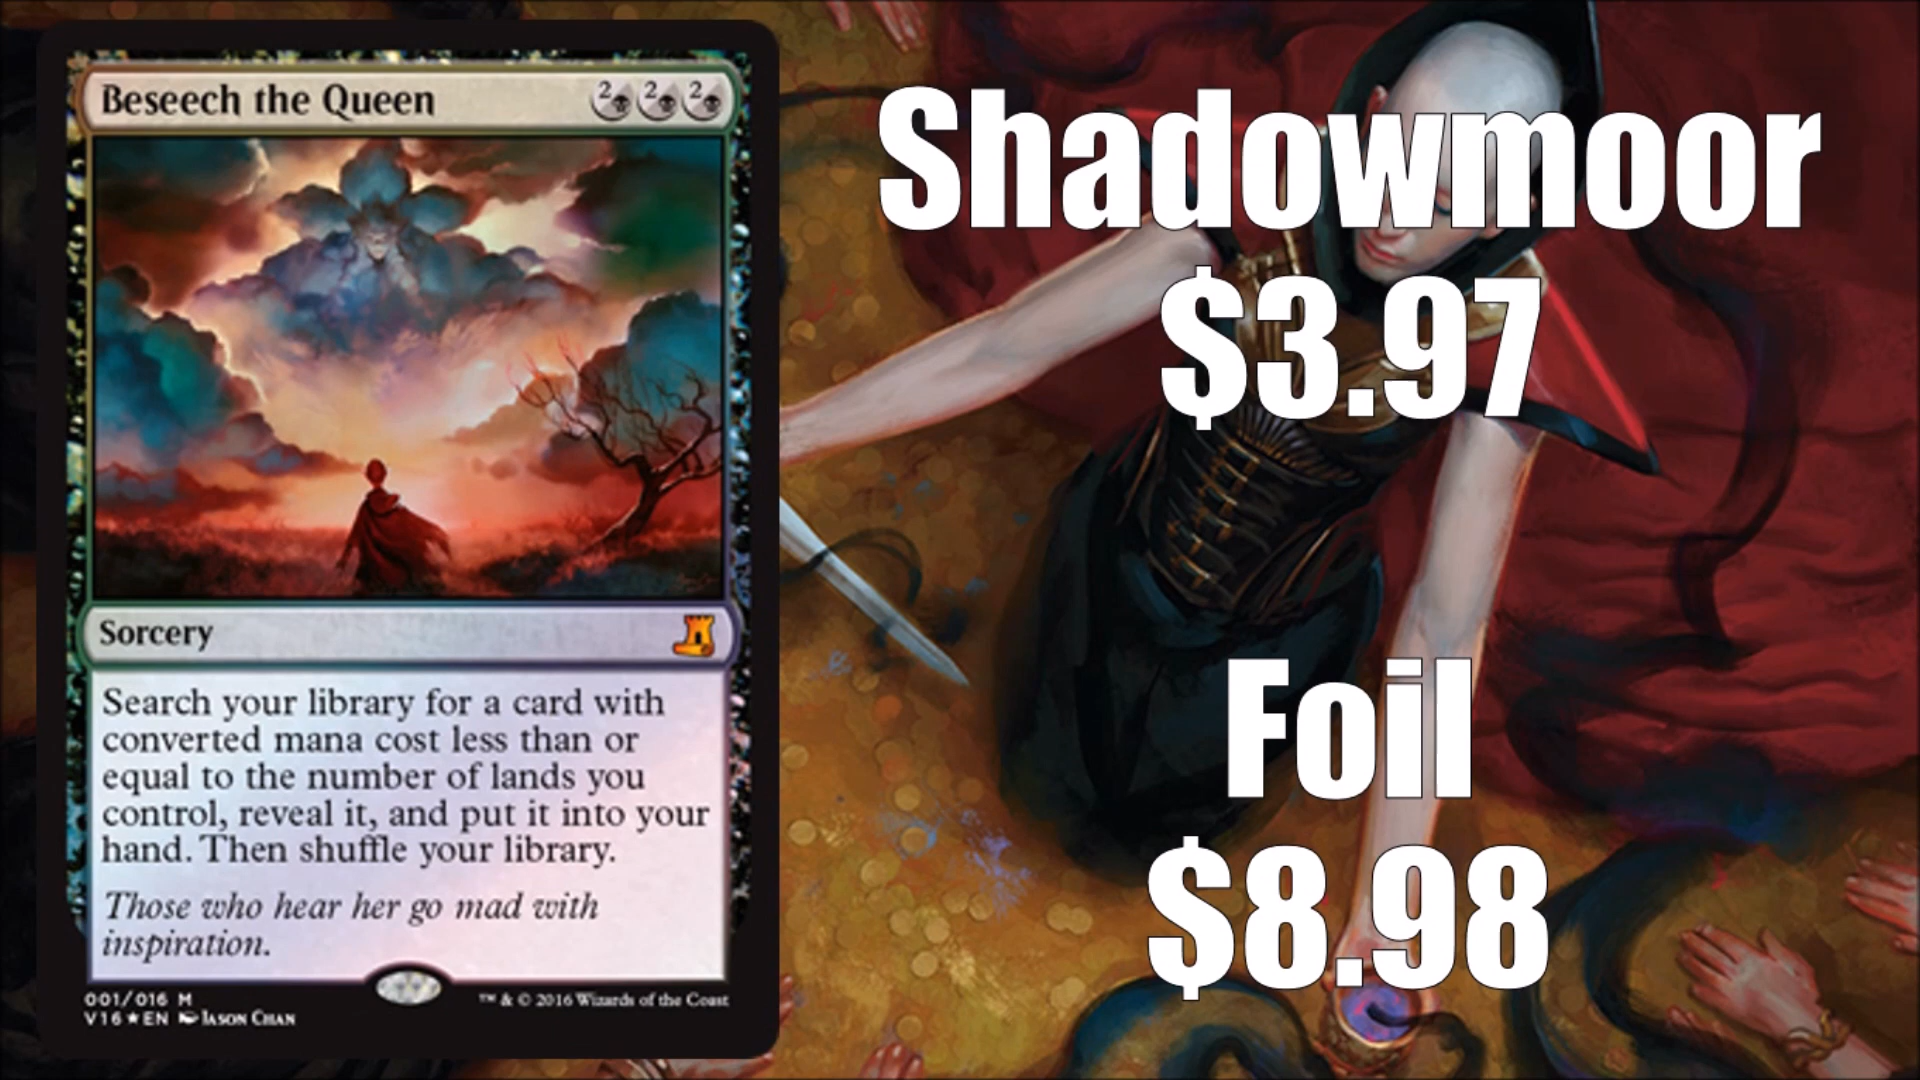 Beseech the Queen
2 2 2
Sorcery
Search your library for a card with
converted mana cost less than or
equal to the number of lands you
control, reveal it, and put it into your
hand. Then shuffle your library.
Those who hear her go mad with
inspiration.
001/016 M
V16★EN Jason Chan
™ & © 2016 Wizards of the Coast
Shadowmoor
$3.97
Foil
$8.98